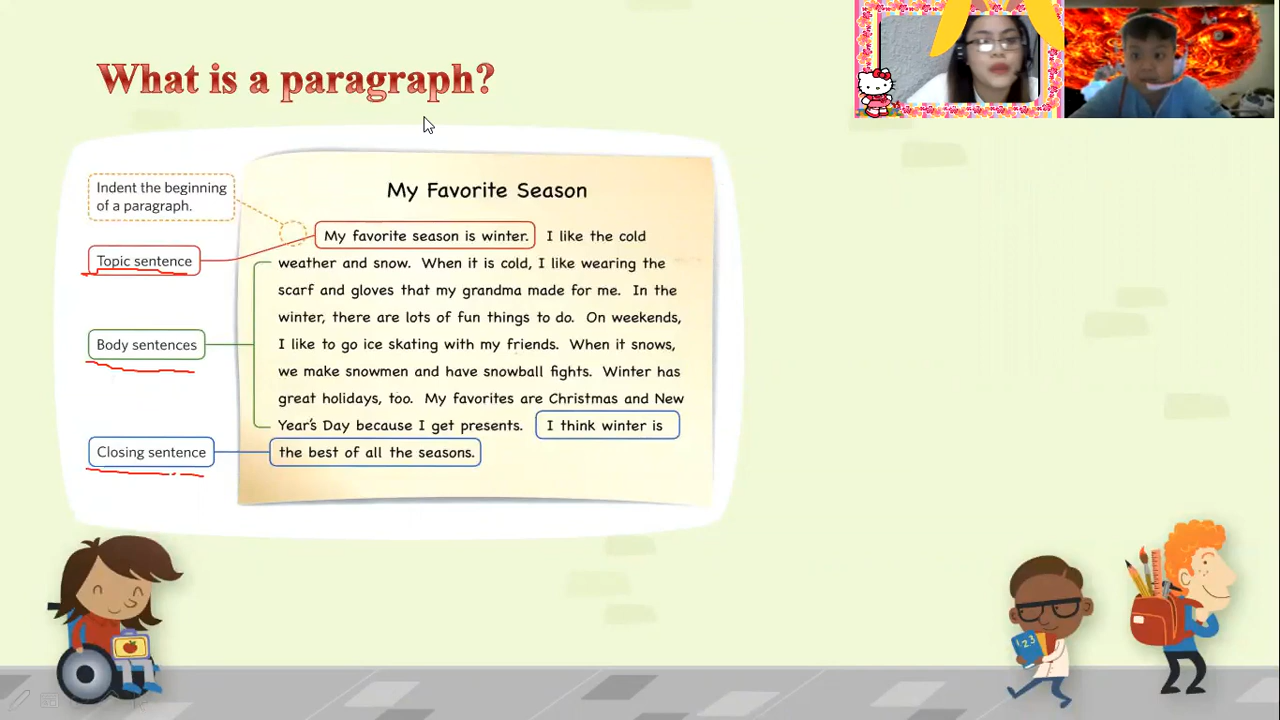 What is a paragraph?
Indent the beginning
of a paragraph.
Topic sentence
Body sentences
Closing sentence
My Favorite Season
My favorite season is winter. I like the cold
weather and snow. When it is cold, I like wearing the
scarf and gloves that my grandma made for me. In the
winter, there are lots of fun things to do. On weekends,
I like to go ice skating with my friends. When it snows,
we make snowmen and have snowball fights. Winter has
great holidays, too. My favorites are Christmas and New
Year's Day because I get presents. I think winter is
the best of all the seasons.
123